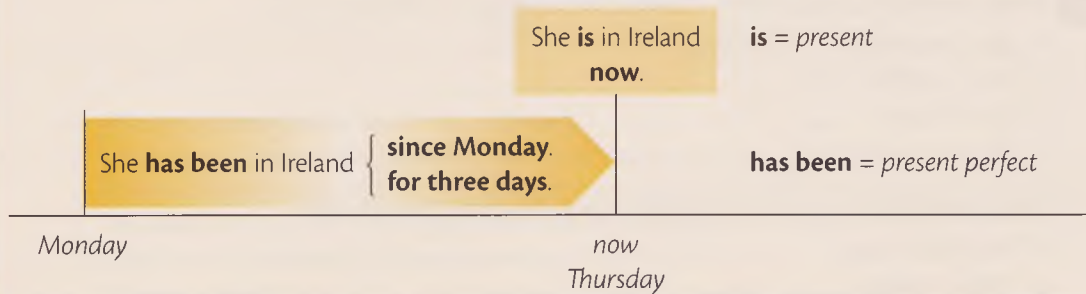 She is in Ireland
now.
is = present
She has been in Ireland { since Monday.
for three days.
has been = present perfect
Monday
now
Thursday